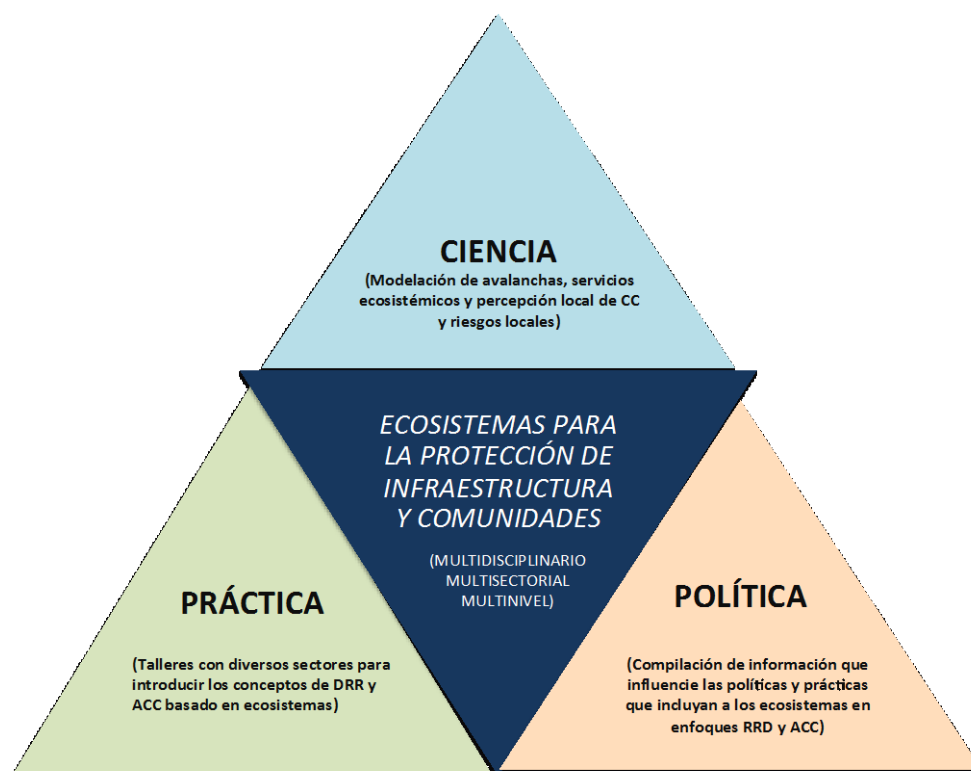 CIENCIA
(Modelación de avalanchas, servicios
ecosistémicos y percepción local de CC
y riesgos locales)
ECOSISTEMAS PARA
LA PROTECCIÓN DE
INFRAESTRUCTURA
Y COMUNIDADES
(MULTIDISCIPLINARIO
MULTISECTORIAL
MULTINIVEL)
PRÁCTICA
(Talleres con diversos sectores para
introducir los conceptos de DRR y
ACC basado en ecosistemas)
POLÍTICA
(Compilación de información que
influencie las políticas y prácticas
que incluyan a los ecosistemas en
enfoques RRD y ACC)